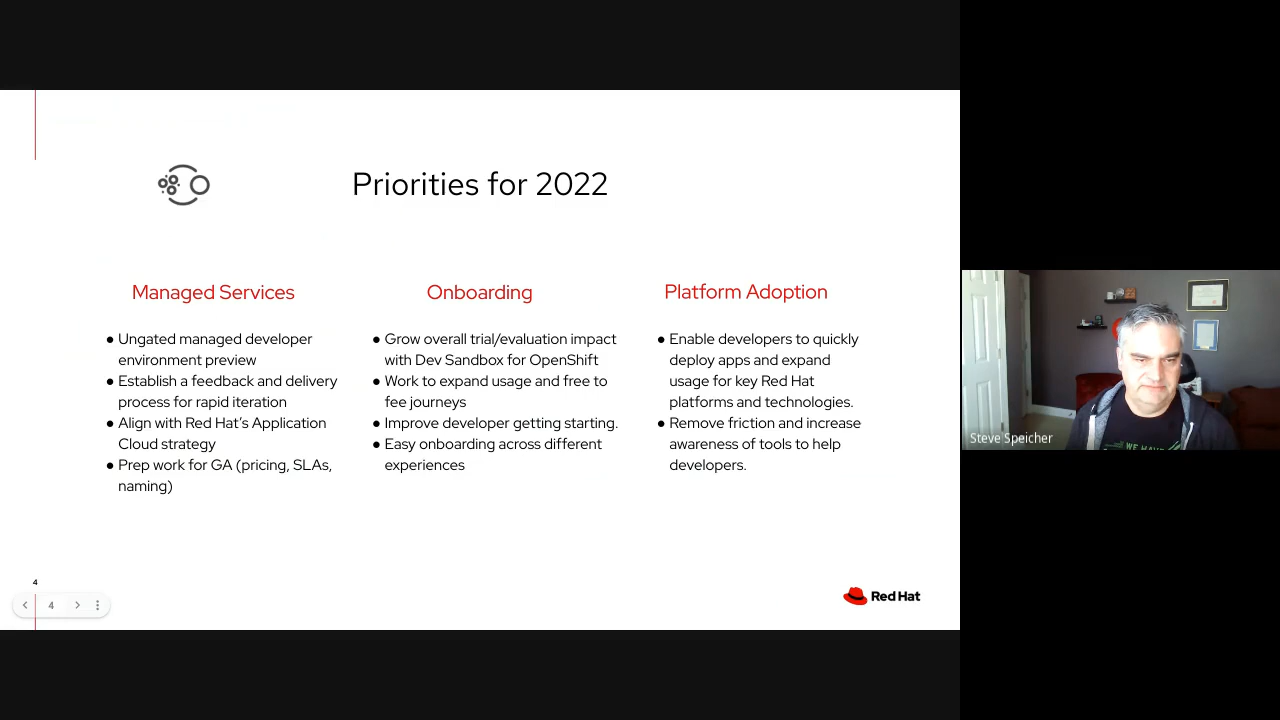 Priorities for 2022
Managed Services
● Ungated managed developer
environment preview
● Establish a feedback and delivery
process for rapid iteration
● Align with Red Hat's Application
Cloud strategy
● Prep work for GA (pricing, SLAs,
naming)
Onboarding
● Grow overall trial/evaluation impact
with Dev Sandbox for OpenShift
● Work to expand usage and free to
fee journeys
● Improve developer getting starting.
● Easy onboarding across different
experiences
Platform Adoption
● Enable developers to quickly
deploy apps and expand
usage for key Red Hat
platforms and technologies.
● Remove friction and increase
awareness of tools to help
developers.
4
4
Red Hat
Steve Speicher
WE HAVE